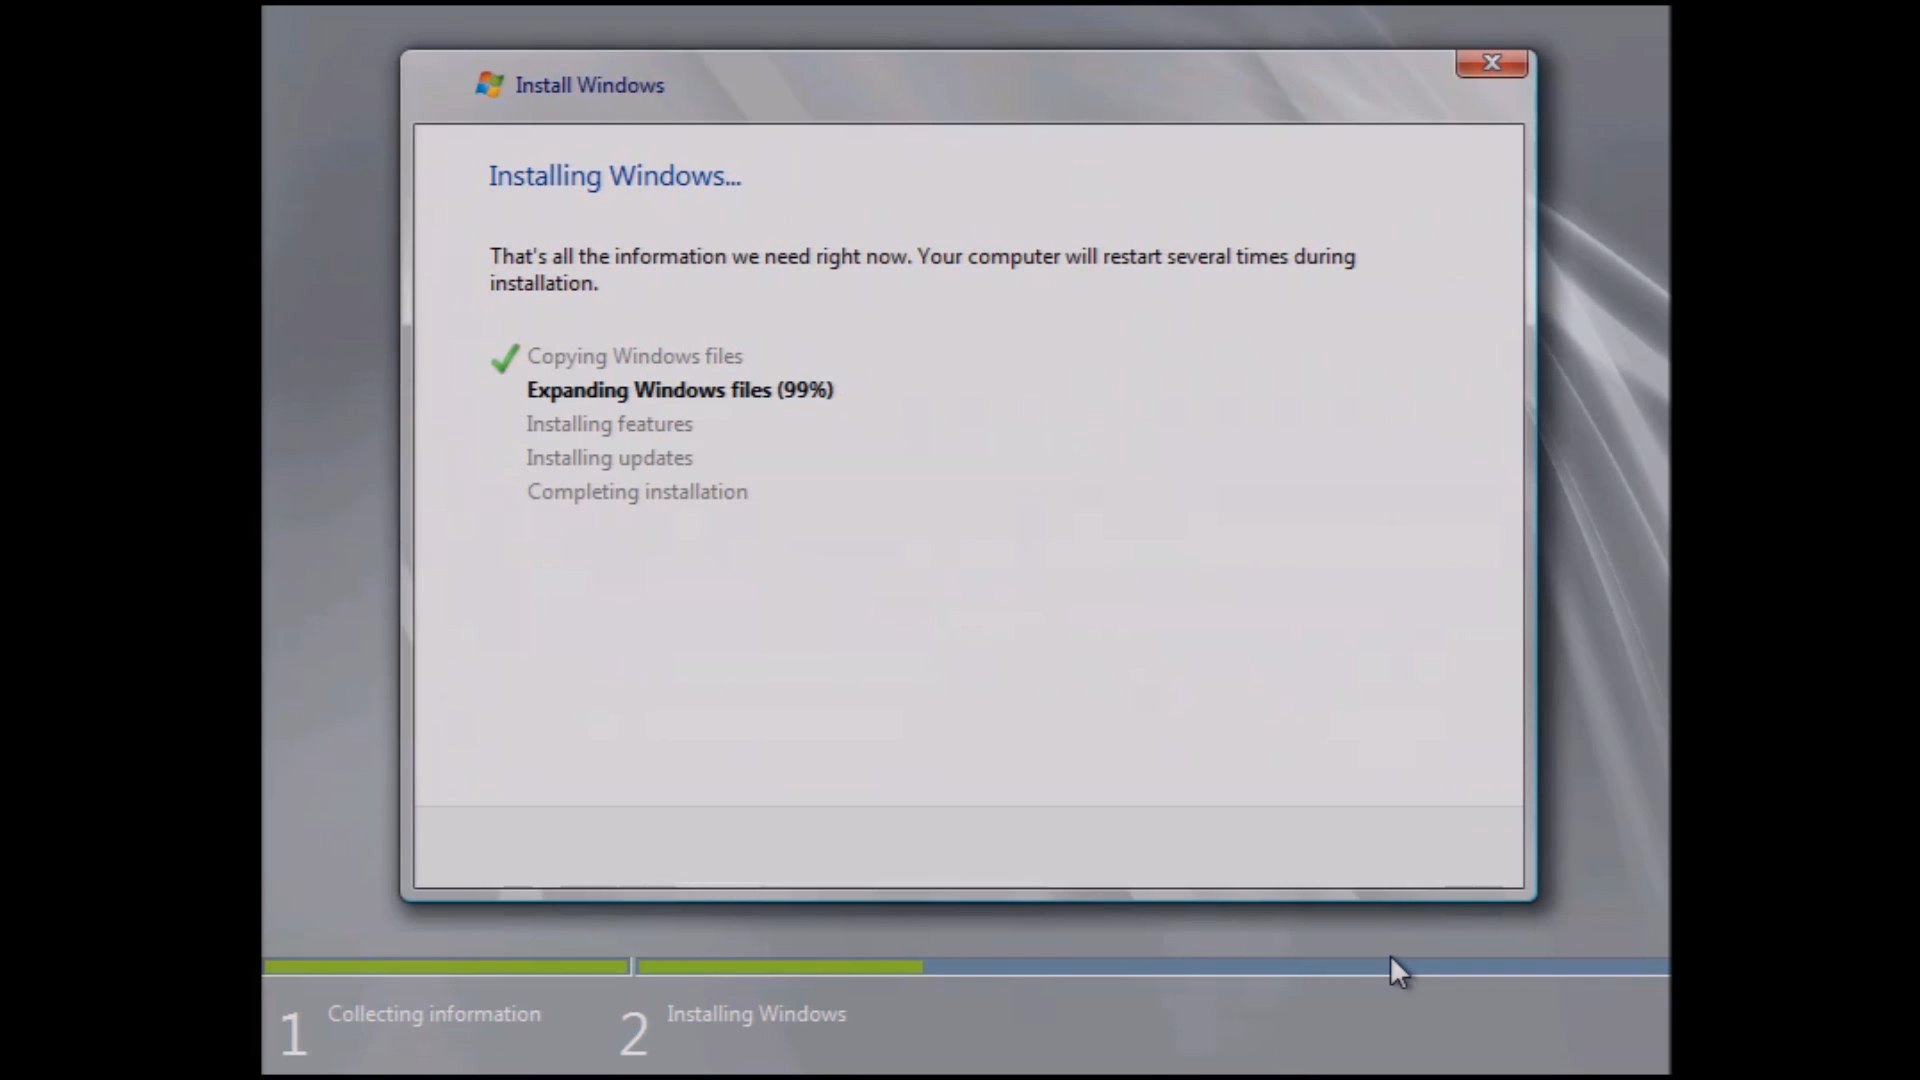 Install Windows
Installing Windows...
That's all the information we need right now. Your computer will restart several times during
installation.
Copying Windows files
Expanding Windows files (99%)
Installing features
Installing updates
Completing installation
1 Collecting information
2 Installing Windows